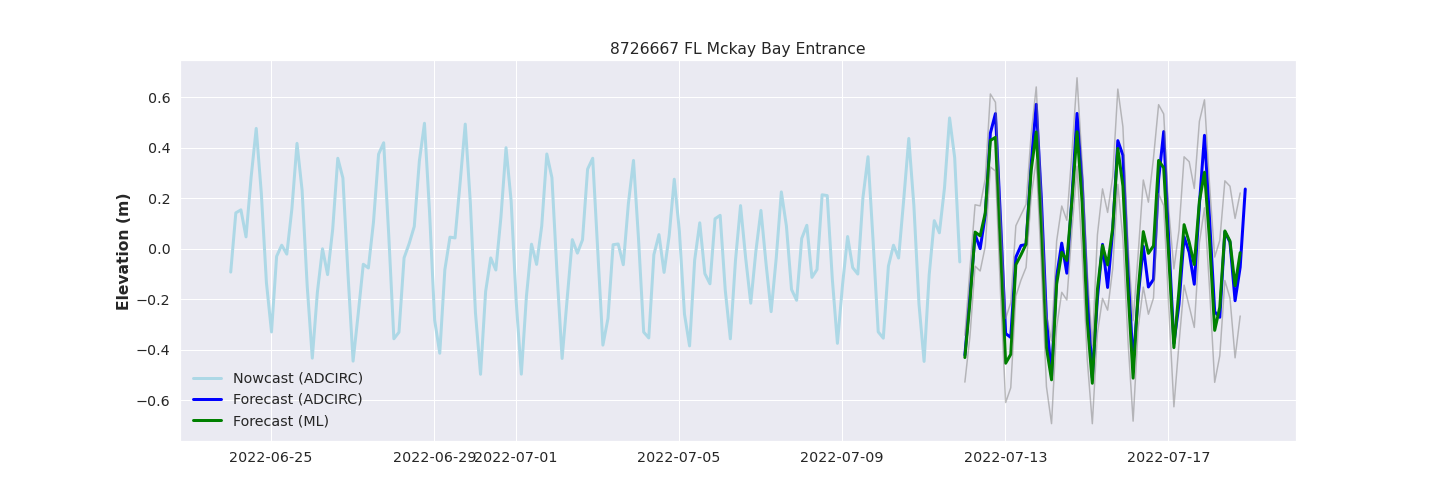 8726667 FL Mckay Bay Entrance
Elevation (m)
0.6
0.4
0.2
0.0
−0.2
−0.4
−0.6
Nowcast (ADCIRC)
Forecast (ADCIRC)
Forecast (ML)
2022-06-25 2022-06-29 2022-07-01 2022-07-05 2022-07-09 2022-07-13 2022-07-17